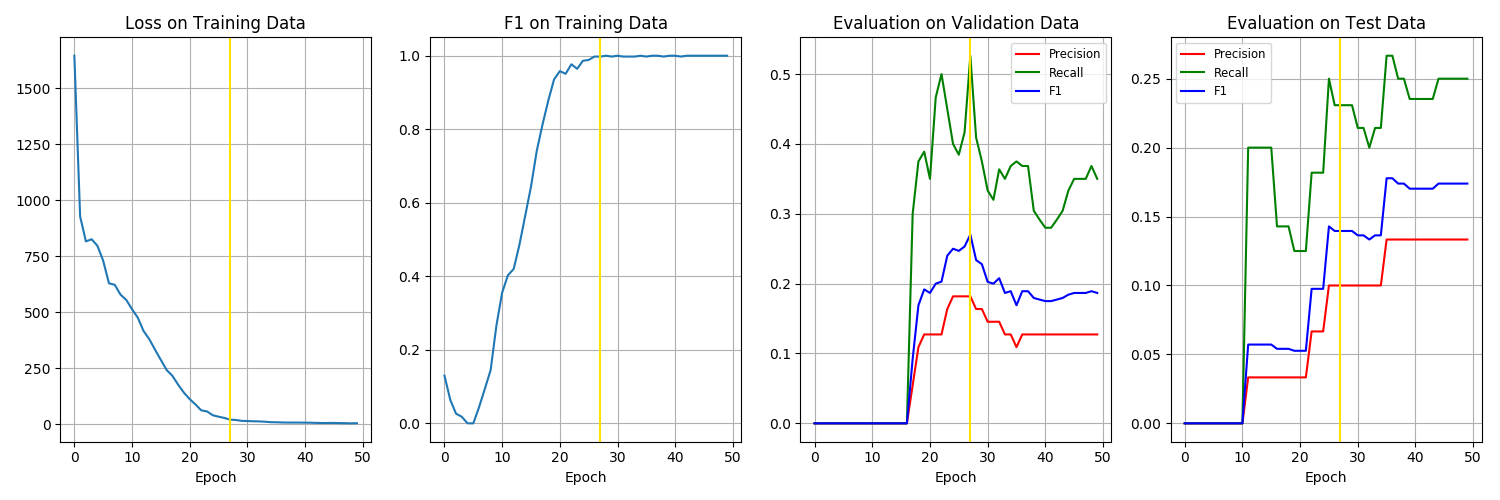 Loss on Training Data
1500
1250
1000
750
500
250
0
0 10 20 30 40 50
Epoch
F1 on Training Data
1.0
0.8
0.6
0.4
0.2
0.0
0 10 20 30 40 50
Epoch
Evaluation on Validation Data
Precision
Recall
F1
0.5
0.4
0.3
0.2
0.1
0.0
0 10 20 30 40 50
Epoch
Evaluation on Test Data
Precision
Recall
F1
0.25
0.20
0.15
0.10
0.05
0.00
0 10 20 30 40 50
Epoch